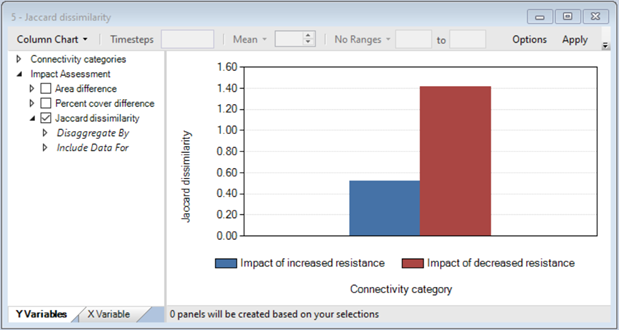 5 - Jaccard dissimilarity
Column Chart Timesteps Mean No Ranges to Options Apply
Connectivity categories
Impact Assessment
Area difference
Percent cover difference
Jaccard dissimilarity
Disaggregate By
Include Data For
Jaccard dissimilarity
1.60
1.40
1.20
1.00
0.80
0.60
0.40
0.20
0.00
Impact of increased resistance Impact of decreased resistance
Connectivity category
Y Variables X Variable 0 panels will be created based on your selections